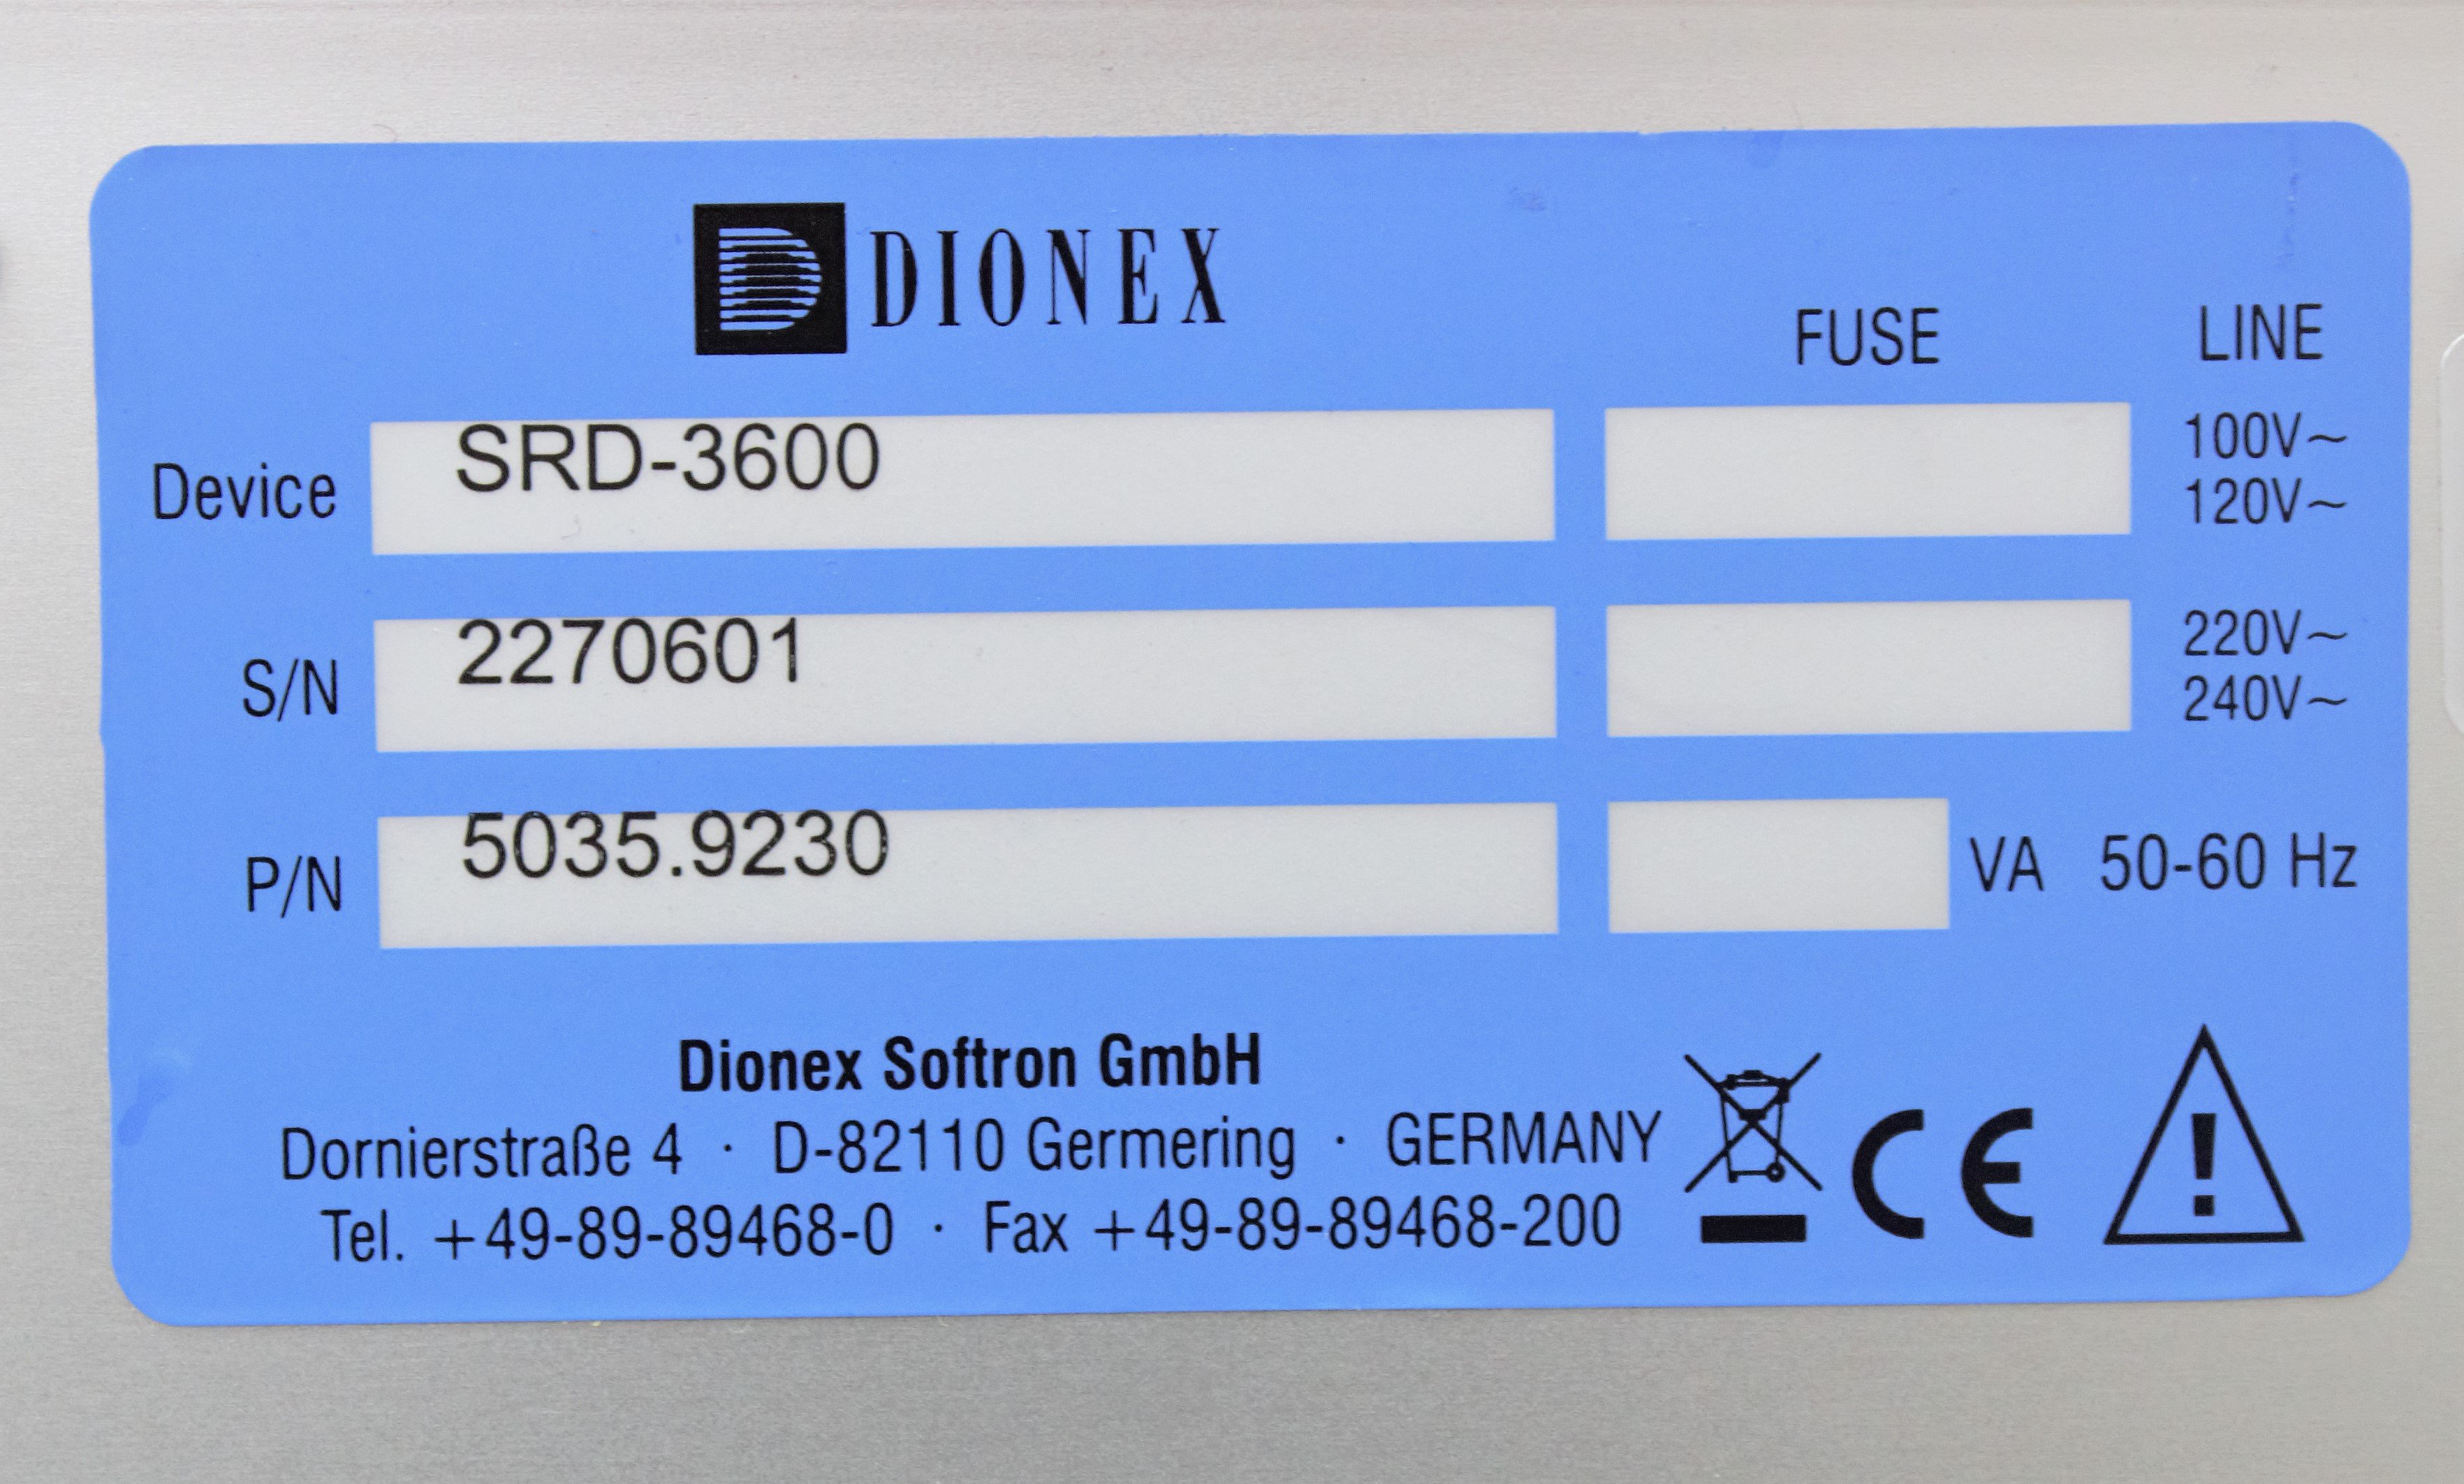 DIONEX
FUSE LINE
Device SRD-3600 100V~
120V~
S/N 2270601 220V~
240V~
P/N 5035.9230 VA 50-60 Hz
Dionex Softron GmbH
Dornierstraße 4 · D-82110 Germering · GERMANY
Tel. +49-89-89468-0 · Fax +49-89-89468-200
CE
!